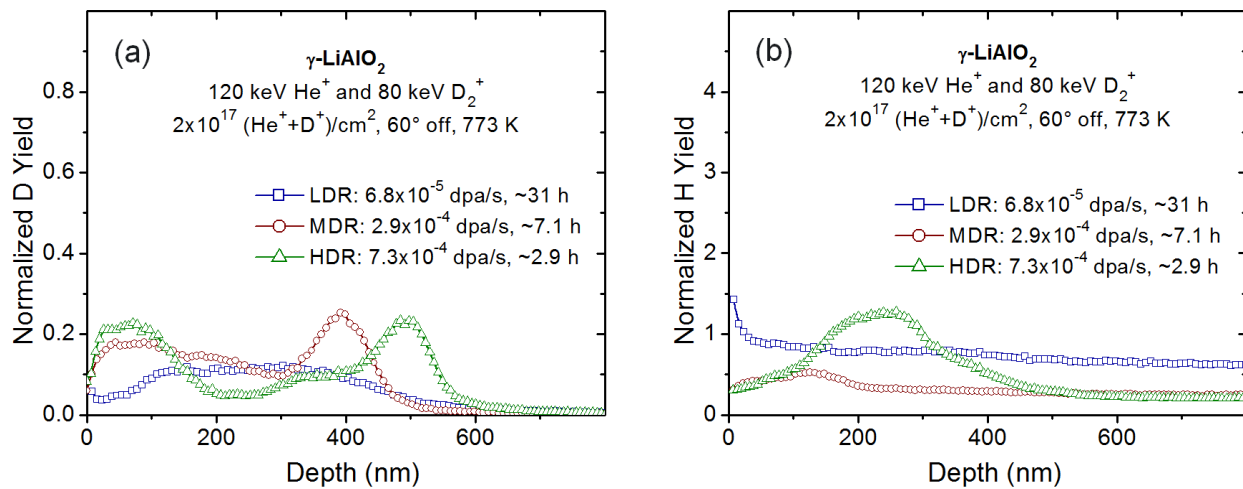 (a)
γ-LiAlO₂
120 keV He⁺ and 80 keV D₂⁺
2x10¹⁷ (He⁺+D⁺)/cm², 60° off, 773 K
LDR: 6.8x10⁻⁵ dpa/s, ~31 h
MDR: 2.9x10⁻⁴ dpa/s, ~7.1 h
HDR: 7.3x10⁻⁴ dpa/s, ~2.9 h
Normalized D Yield
0.8
0.6
0.4
0.2
0.0
0
200
400
600
Depth (nm)
(b)
γ-LiAlO₂
120 keV He⁺ and 80 keV D₂⁺
2x10¹⁷ (He⁺+D⁺)/cm², 60° off, 773 K
LDR: 6.8x10⁻⁵ dpa/s, ~31 h
MDR: 2.9x10⁻⁴ dpa/s, ~7.1 h
HDR: 7.3x10⁻⁴ dpa/s, ~2.9 h
Normalized H Yield
4
3
2
1
0
0
200
400
600
Depth (nm)